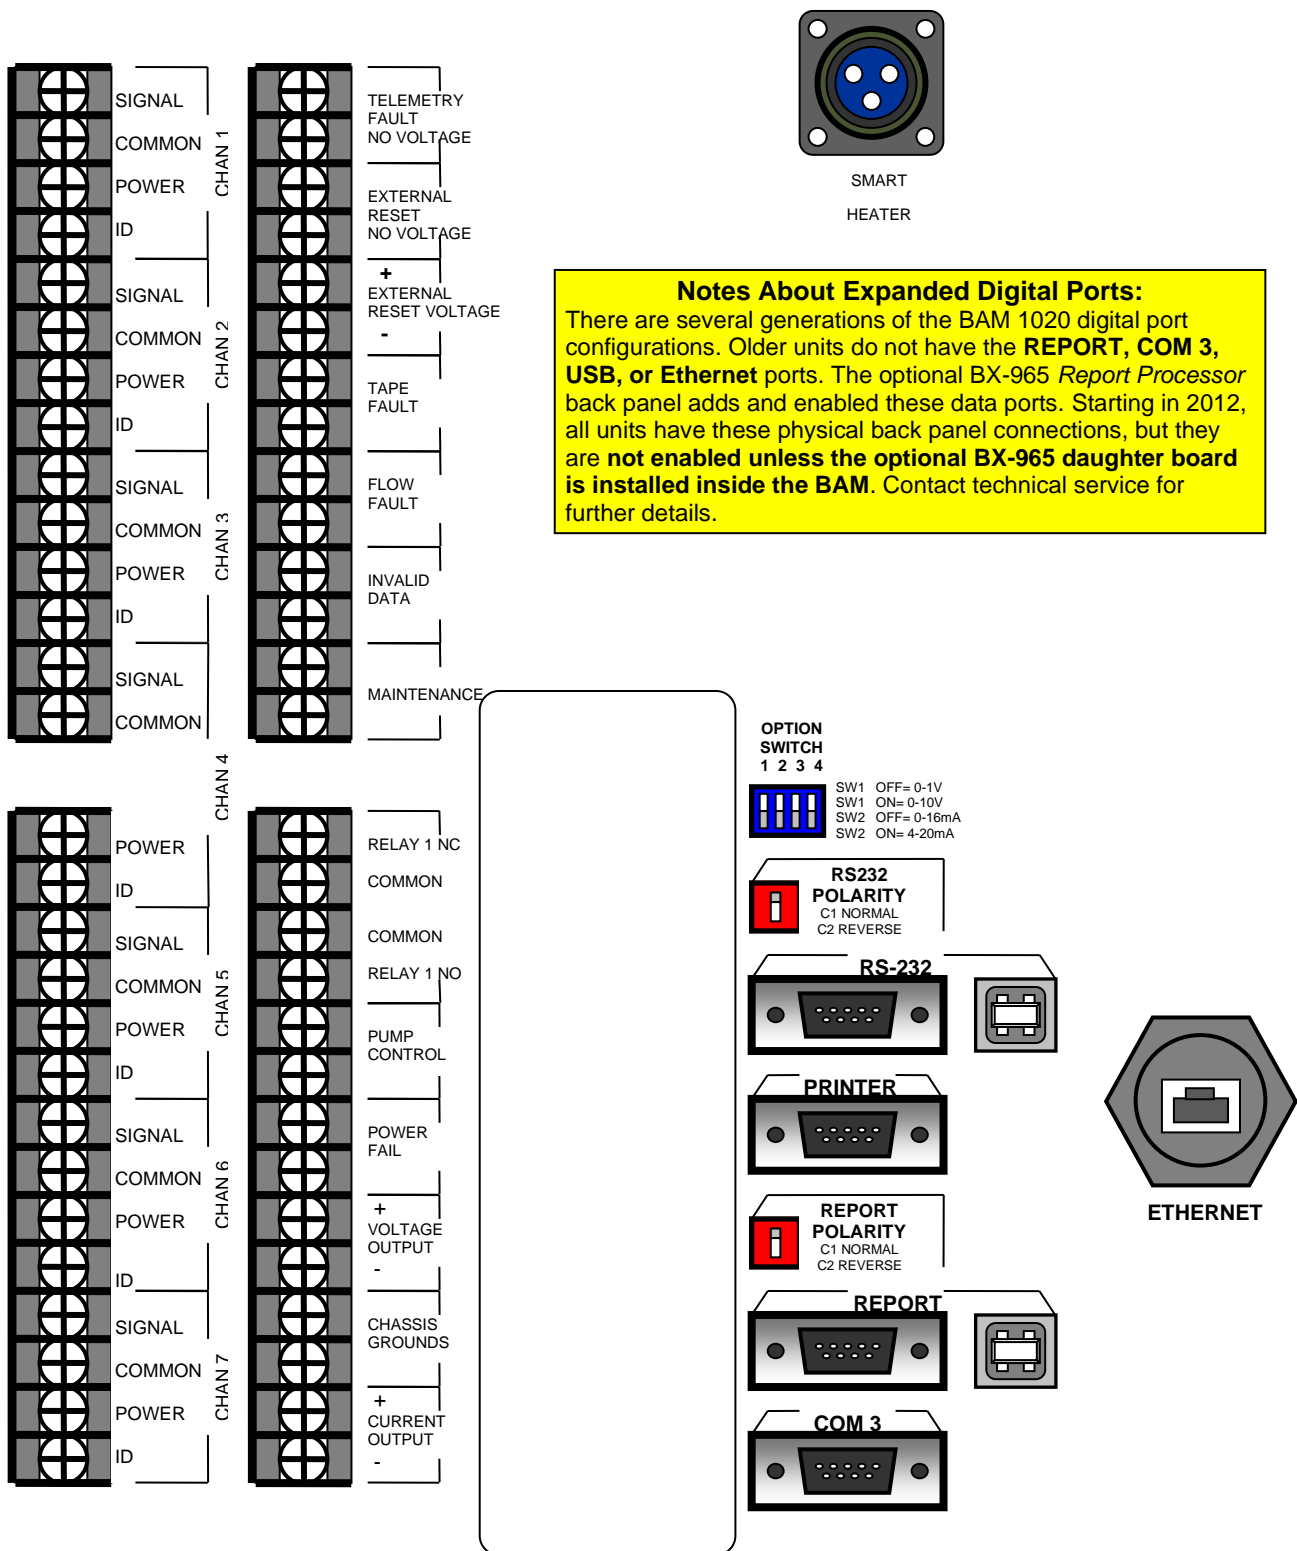 SIGNAL
COMMON
POWER
ID
CHAN 1
SIGNAL
COMMON
POWER
ID
CHAN 2
SIGNAL
COMMON
POWER
ID
CHAN 3
SIGNAL
COMMON
POWER
ID
CHAN 4
SIGNAL
COMMON
POWER
ID
CHAN 5
SIGNAL
COMMON
POWER
ID
CHAN 6
SIGNAL
COMMON
POWER
ID
CHAN 7
TELEMETRY
FAULT
NO VOLTAGE
EXTERNAL
RESET
NO VOLTAGE
+
EXTERNAL
RESET VOLTAGE
-
TAPE
FAULT
FLOW
FAULT
INVALID
DATA
MAINTENANCE
RELAY 1 NC
COMMON
COMMON
RELAY 1 NO
PUMP
CONTROL
POWER
FAIL
+
VOLTAGE
OUTPUT
-
CHASSIS
GROUNDS
+
CURRENT
OUTPUT
-
SMART
HEATER
Notes About Expanded Digital Ports:
There are several generations of the BAM 1020 digital port
configurations. Older units do not have the REPORT, COM 3,
USB, or Ethernet ports. The optional BX-965 Report Processor
back panel adds and enabled these data ports. Starting in 2012,
all units have these physical back panel connections, but they
are not enabled unless the optional BX-965 daughter board
is installed inside the BAM. Contact technical service for
further details.
OPTION
SWITCH
1 2 3 4
SW1 OFF= 0-1V
SW1 ON= 0-10V
SW2 OFF= 0-16mA
SW2 ON= 4-20mA
RS232
POLARITY
C1 NORMAL
C2 REVERSE
RS-232
PRINTER
REPORT
POLARITY
C1 NORMAL
C2 REVERSE
REPORT
COM 3
ETHERNET